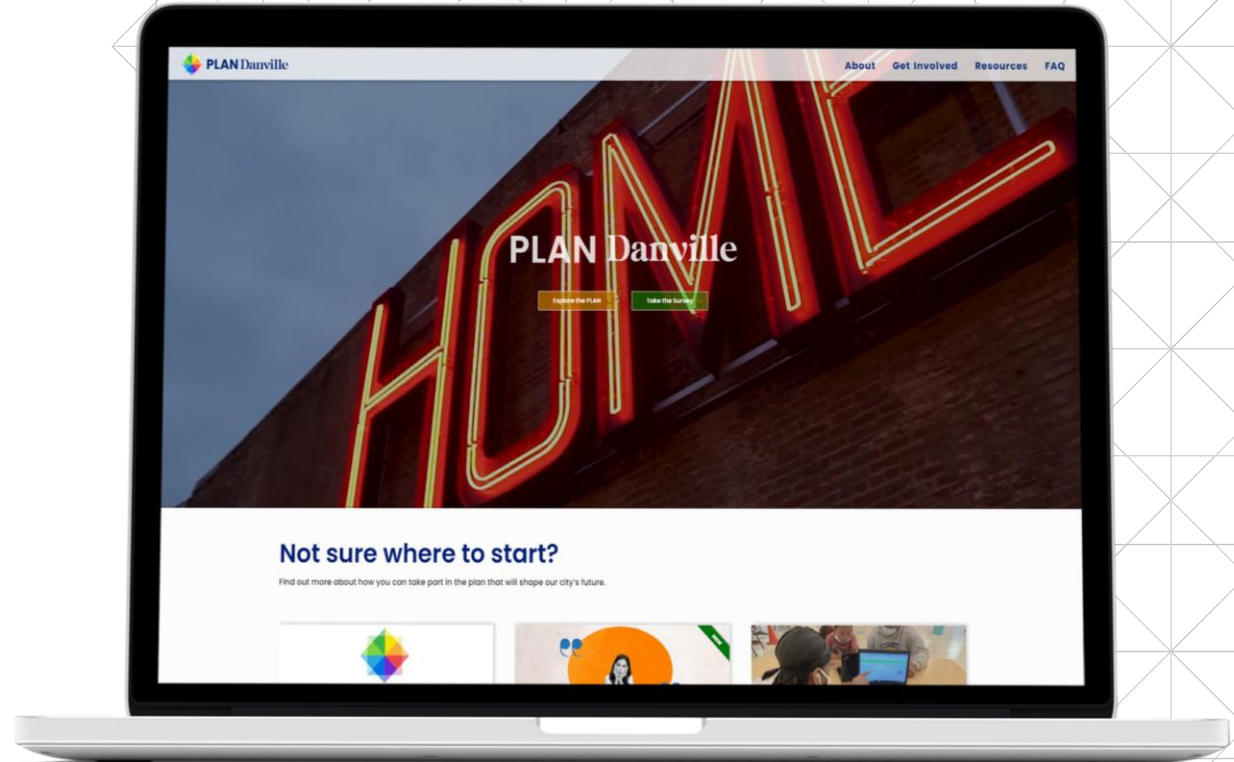 PLAN Danville
About Get Involved Resources FAQ
HOME
PLAN Danville
Explore the PLAN Take the Survey
Not sure where to start?
Find out more about how you can take part in the plan that will shape our city's future.
NEW